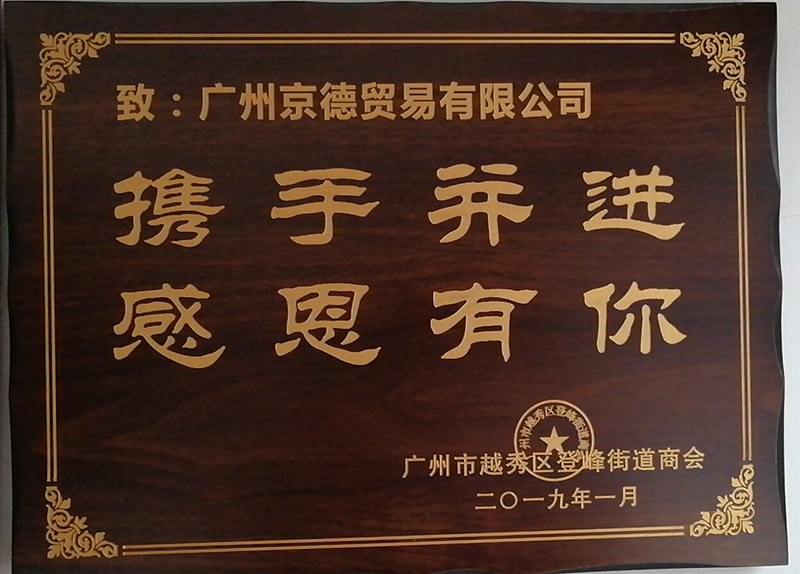 致：广州京德贸易有限公司
携手并进
感恩有你
广州市越秀区登峰街道商会
二〇一九年一月